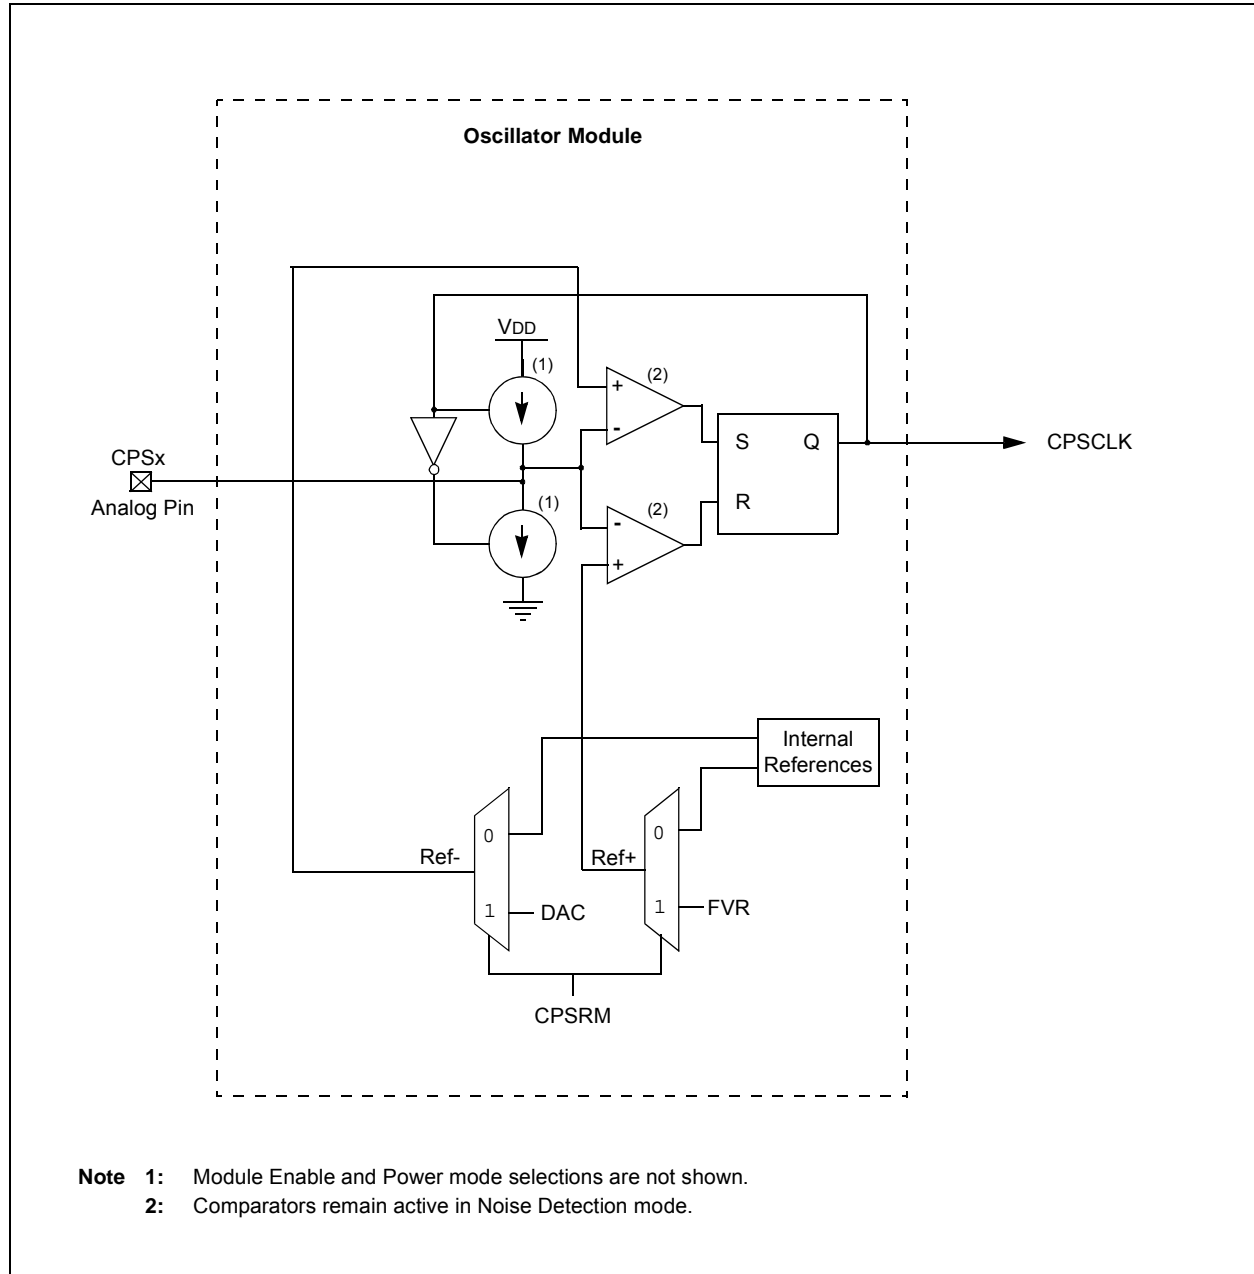 Oscillator Module
VDD
(1)
(2)
+
-
S Q
CPSCLK
CPSx
Analog Pin
(1)
(2)
R
-
+
Internal
References
0
0
Ref-
Ref+
1
DAC
1
FVR
CPSRM
Note 1: Module Enable and Power mode selections are not shown.
2: Comparators remain active in Noise Detection mode.